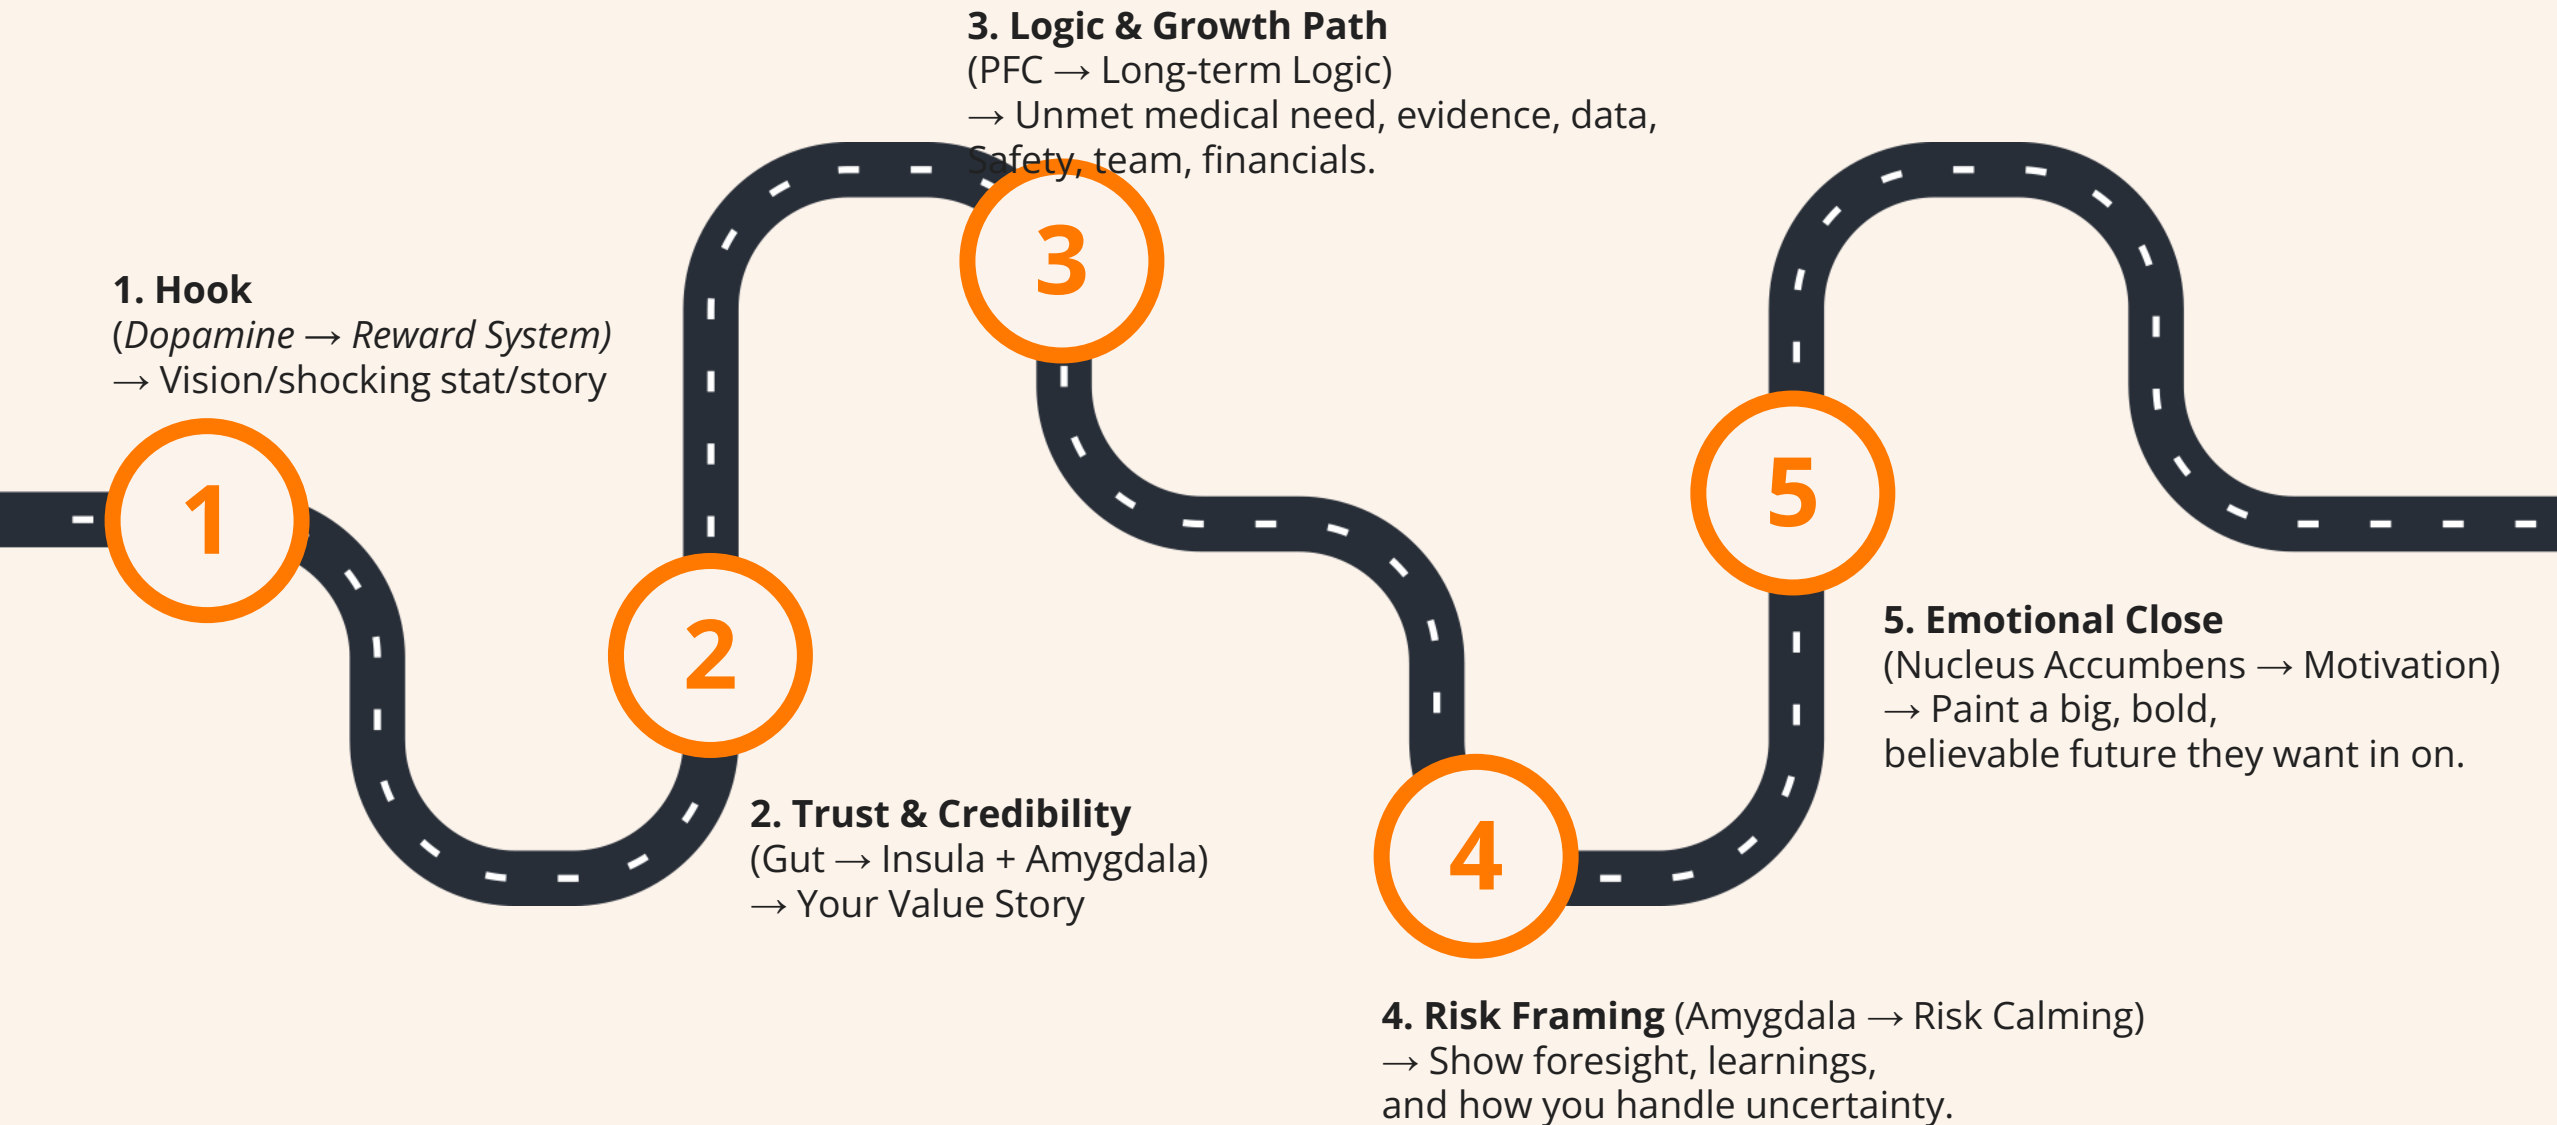 1. Hook
(Dopamine → Reward System)
→ Vision/shocking stat/story
1
2
2. Trust & Credibility
(Gut → Insula + Amygdala)
→ Your Value Story
3. Logic & Growth Path
(PFC → Long-term Logic)
→ Unmet medical need, evidence, data,
Safety, team, financials.
3
4
4. Risk Framing (Amygdala → Risk Calming)
→ Show foresight, learnings,
and how you handle uncertainty.
5
5. Emotional Close
(Nucleus Accumbens → Motivation)
→ Paint a big, bold,
believable future they want in on.